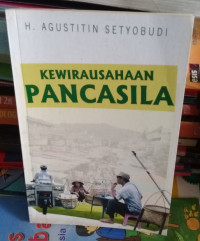 H. AGUSTITIN SETYOBUDI
KEWIRAUSAHAAN
PANCASILA